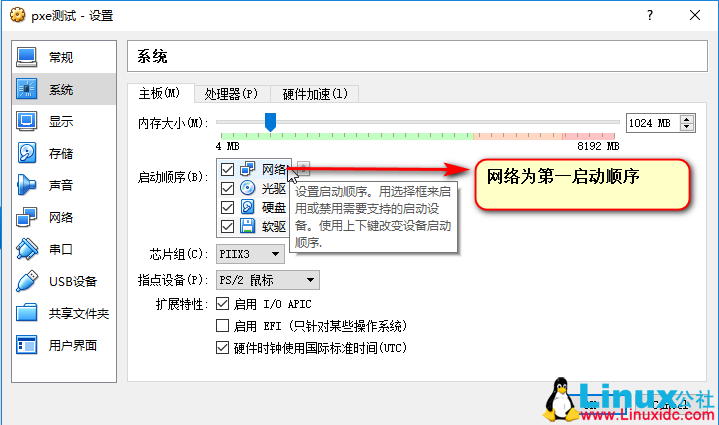 pxe测试 - 设置
?
常规
系统
显示
存储
声音
网络
串口
USB设备
共享文件夹
用户界面
系统
主板(M) 处理器(P) 硬件加速(l)
内存大小(M): 1024 MB
4 MB 8192 MB
启动顺序(B): 网络
光驱
硬盘
软驱
设置启动顺序。用选择框来启
用或禁用需要支持的启动设
备。使用上下键改变设备启动
顺序.
网络为第一启动顺序
芯片组(C): PIIX3
指点设备(P): PS/2 鼠标
扩展特性: 启用 I/O APIC
启用 EFI (只针对某些操作系统)
硬件时钟使用国际标准时间(UTC)
Linux公社
www.Linuxidc.com